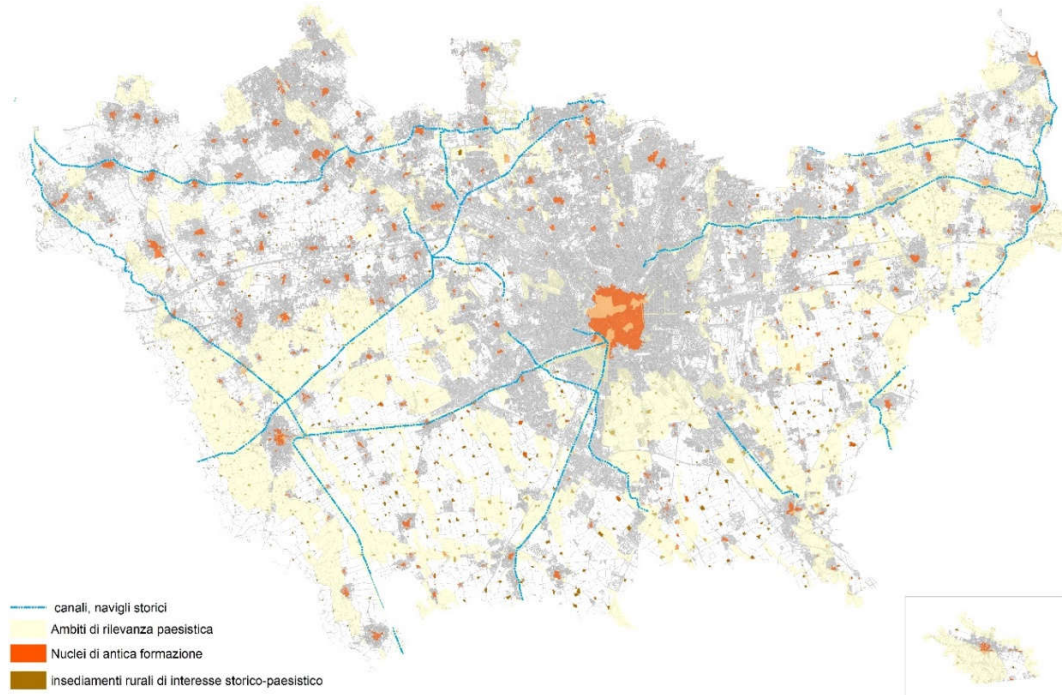 canali, navigli storici
Ambiti di rilevanza paesistica
Nuclei di antica formazione
insediamenti rurali di interesse storico-paesistico